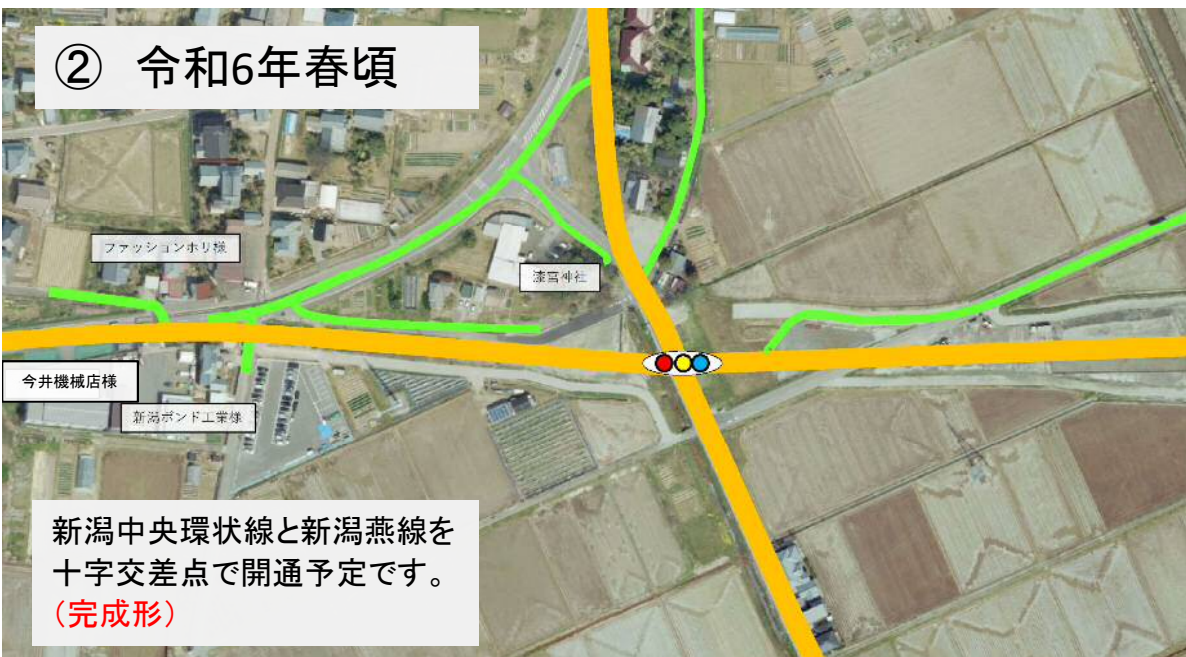 ② 令和6年春頃
ファッションホリ様
漆宮神社
今井機械店様
新潟ボンド工業様
新潟中央環状線と新潟燕線を
十字交差点で開通予定です。
（完成形）